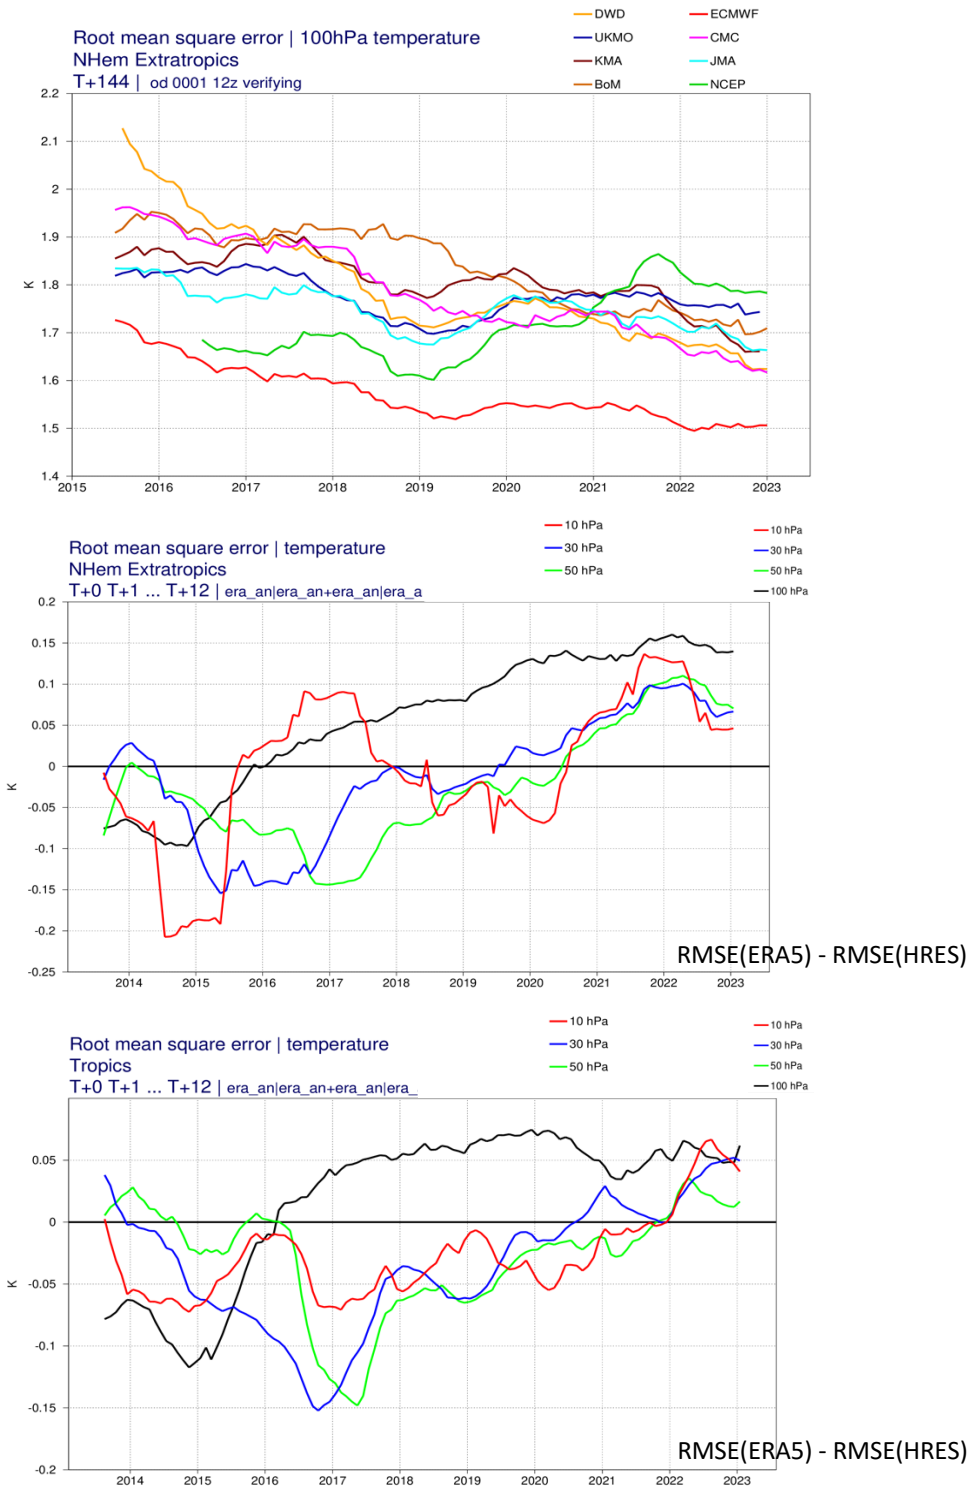 DWD ECMWF
Root mean square error | 100hPa temperature UKMO CMC
NHem Extratropics KMA JMA
T+144 | od 0001 12z verifying BoM NCEP
2.2
2.1
2
1.9
1.8
1.7
1.6
1.5
1.4
K
2015 2016 2017 2018 2019 2020 2021 2022 2023
10 hPa 10 hPa
Root mean square error | temperature 30 hPa 30 hPa
NHem Extratropics 50 hPa 50 hPa
T+0 T+1 ... T+12 | era_an|era_an+era_an|era_a 100 hPa
0.2
0.15
0.1
0.05
0
-0.05
-0.1
-0.15
-0.2
-0.25
K
RMSE(ERA5) - RMSE(HRES)
2014 2015 2016 2017 2018 2019 2020 2021 2022 2023
10 hPa 10 hPa
Root mean square error | temperature 30 hPa 30 hPa
Tropics 50 hPa 50 hPa
T+0 T+1 ... T+12 | era_an|era_an+era_an|era_ 100 hPa
0.05
0
-0.05
-0.1
-0.15
-0.2
K
RMSE(ERA5) - RMSE(HRES)
2014 2015 2016 2017 2018 2019 2020 2021 2022 2023